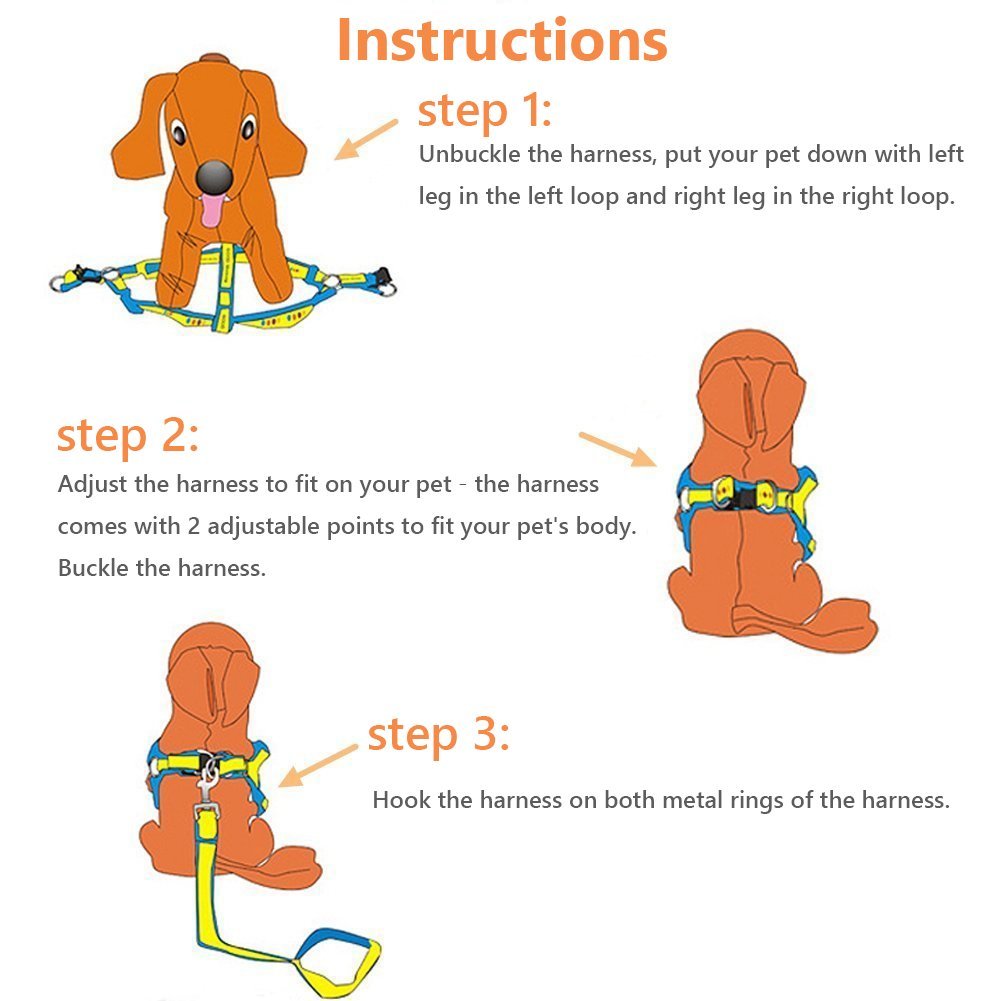 Instructions
step 1:
Unbuckle the harness, put your pet down with left
leg in the left loop and right leg in the right loop.
step 2:
Adjust the harness to fit on your pet - the harness
comes with 2 adjustable points to fit your pet's body.
Buckle the harness.
step 3:
Hook the harness on both metal rings of the harness.